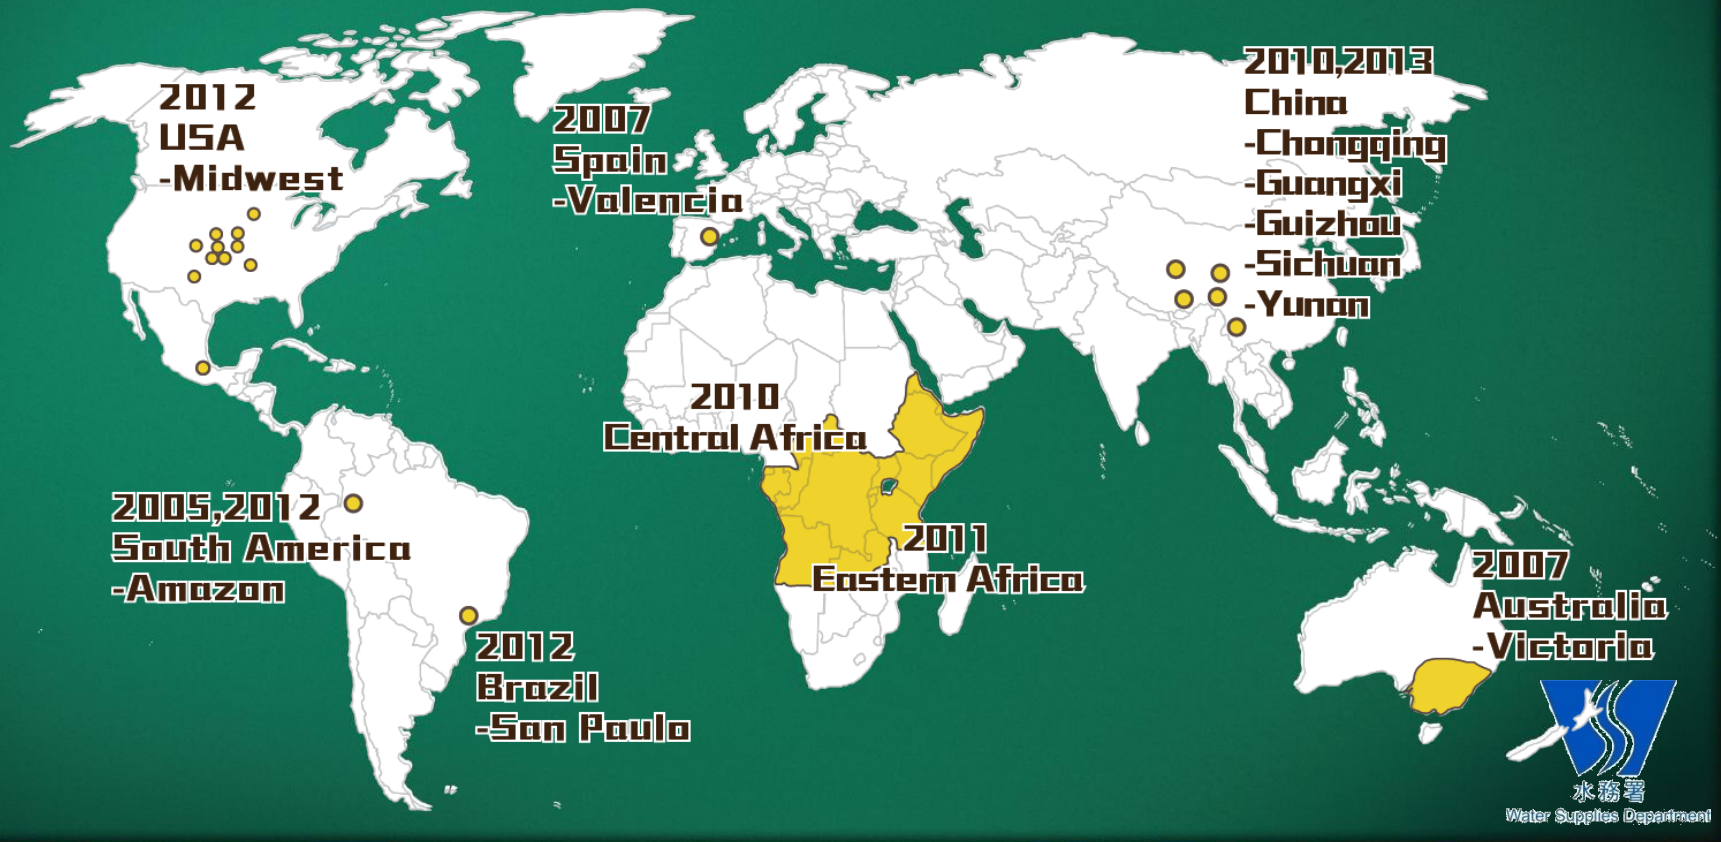 2012
USA
-Midwest
2007
Spain
-Valencia
2010,2013
China
-Chongqing
-Guangxi
-Guizhou
-Sichuan
-Yunan
2010
Central Africa
2005,2012
South America
-Amazon
2011
Eastern Africa
2007
Australia
-Victoria
2012
Brazil
-San Paulo
水務署
Water Supplies Department